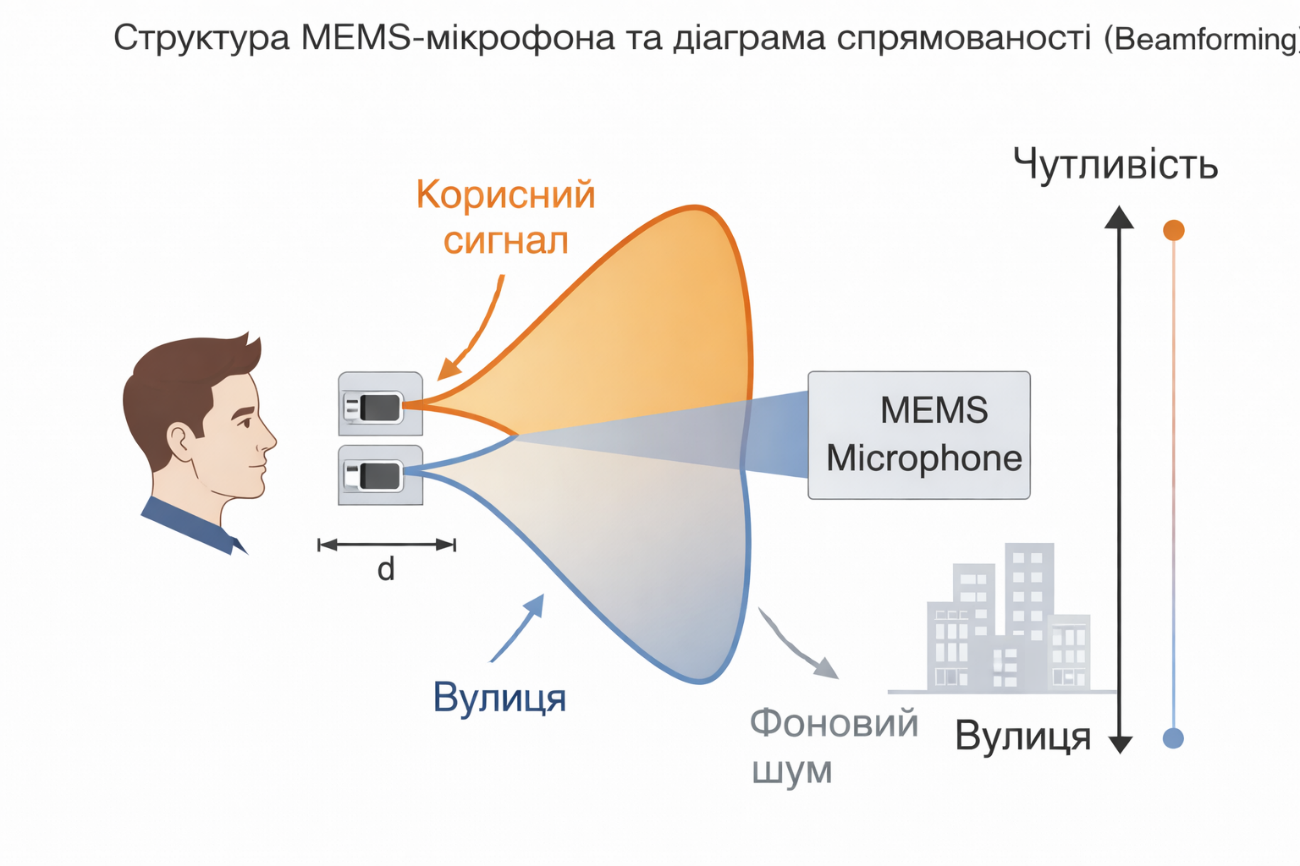 Структура MEMS-мікрофона та діаграма спрямованості (Beamforming)
Чутливість
Корисний
сигнал
MEMS
Microphone
d
Вулиця
Фоновий
шум
Вулиця